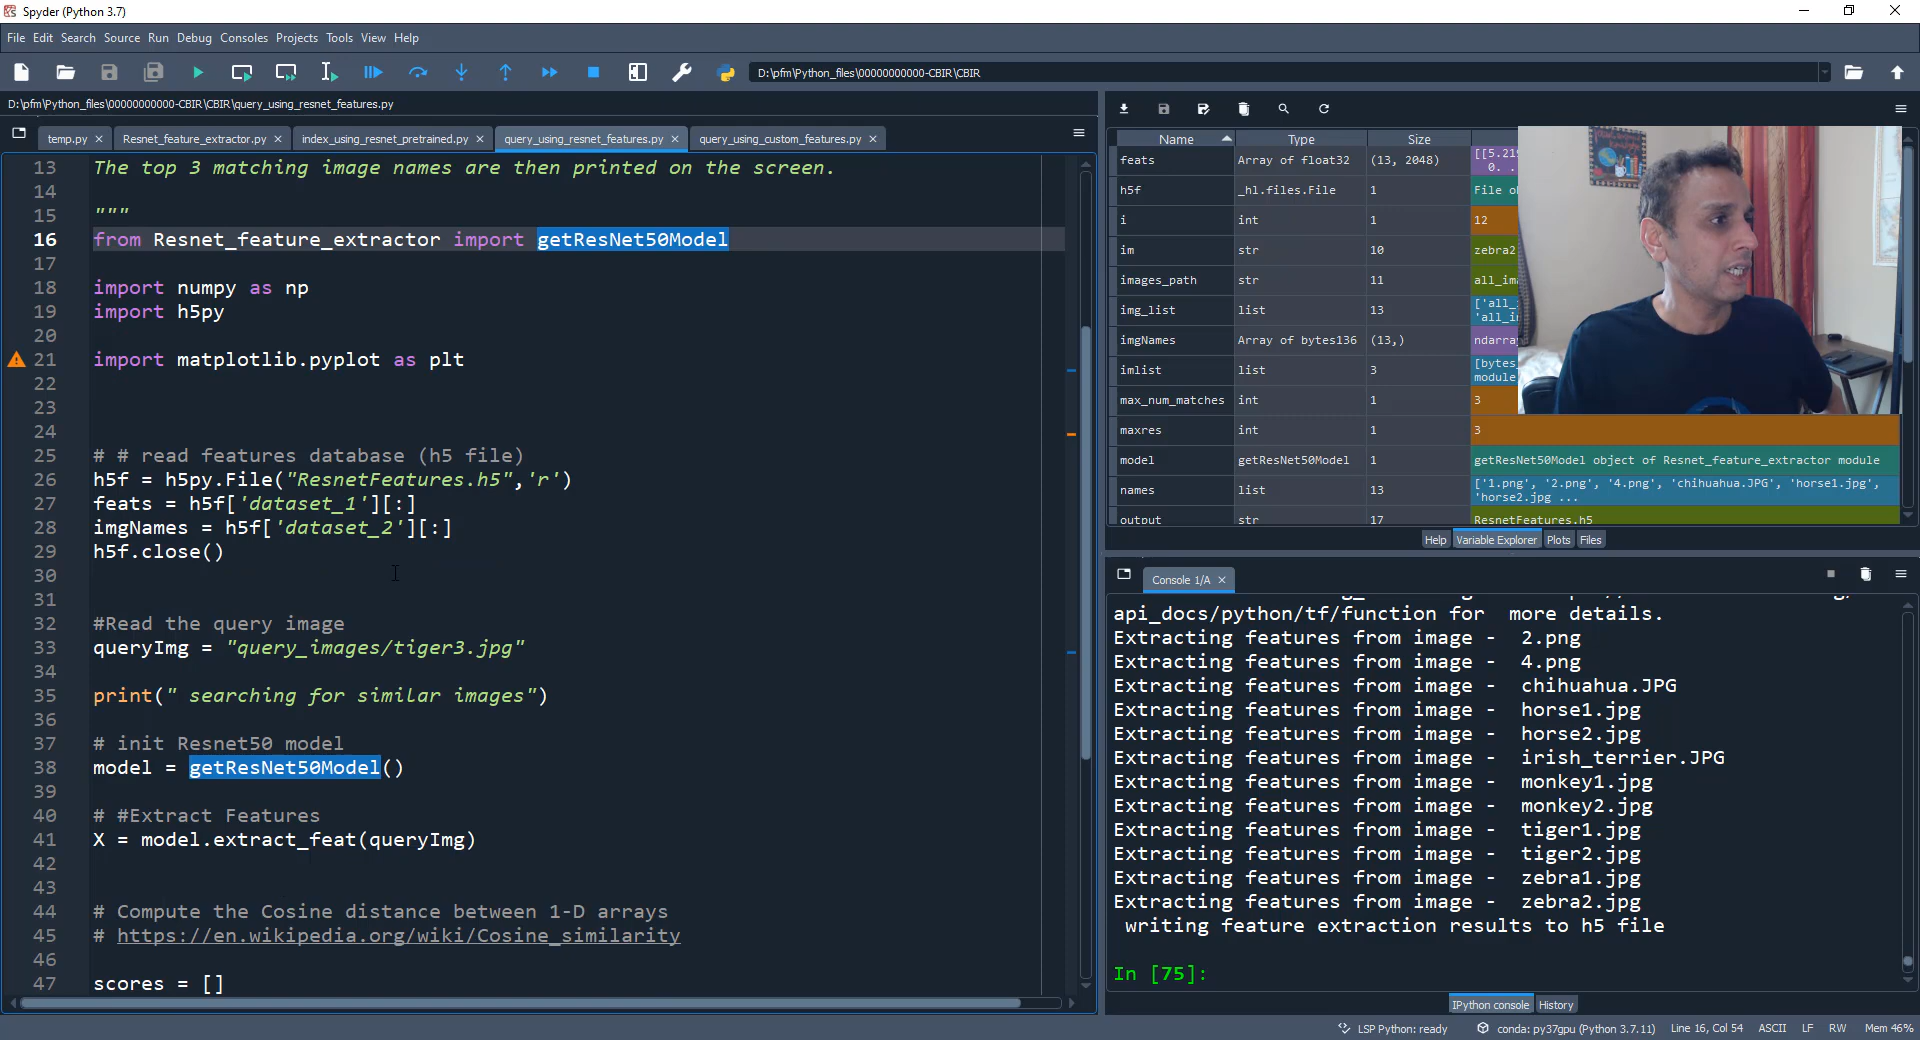 Spyder (Python 3.7)
File Edit Search Source Run Debug Consoles Projects Tools View Help
D:\pfm\Python_files\00000000000-CBIR\CBIR
D:\pfm\Python_files\00000000000-CBIR\CBIR\query_using_resnet_features.py
temp.py Resnet_feature_extractor.py index_using_resnet_pretrained.py query_using_resnet_features.py query_using_custom_features.py
13 The top 3 matching image names are then printed on the screen.
14
15 """
16 from Resnet_feature_extractor import getResNet50Model
17
18 import numpy as np
19 import h5py
20
21 import matplotlib.pyplot as plt
22
23
24
25 # # read features database (h5 file)
26 h5f = h5py.File("ResnetFeatures.h5",'r')
27 feats = h5f['dataset_1'][:]
28 imgNames = h5f['dataset_2'][:]
29 h5f.close()
30
31
32 #Read the query image
33 queryImg = "query_images/tiger3.jpg"
34
35 print(" searching for similar images")
36
37 # init Resnet50 model
38 model = getResNet50Model()
39
40 # #Extract Features
41 X = model.extract_feat(queryImg)
42
43
44 # Compute the Cosine distance between 1-D arrays
45 # https://en.wikipedia.org/wiki/Cosine_similarity
46
47 scores = []
Name Type Size
feats Array of float32 (13, 2048) [[5.219 0. .
h5f _hl.files.File 1 File o
i int 1 12
im str 10 zebra2
images_path str 11 all_im
img_list list 13 ['all_ 'all_i
imgNames Array of bytes136 (13,) ndarra
imlist list 3 [bytes_ module
max_num_matches int 1 3
maxres int 1 3
model getResNet50Model 1 getResNet50Model object of Resnet_feature_extractor module
names list 13 ['1.png', '2.png', '4.png', 'chihuahua.JPG', 'horse1.jpg', 'horse2.jpg ...
output str 17 ResnetFeatures.h5
Help Variable Explorer Plots Files
Console 1/A
api_docs/python/tf/function for  more details.
Extracting features from image -  2.png
Extracting features from image -  4.png
Extracting features from image -  chihuahua.JPG
Extracting features from image -  horse1.jpg
Extracting features from image -  horse2.jpg
Extracting features from image -  irish_terrier.JPG
Extracting features from image -  monkey1.jpg
Extracting features from image -  monkey2.jpg
Extracting features from image -  tiger1.jpg
Extracting features from image -  tiger2.jpg
Extracting features from image -  zebra1.jpg
Extracting features from image -  zebra2.jpg
writing feature extraction results to h5 file
In [75]:
IPython console History
LSP Python: ready conda: py37gpu (Python 3.7.11) Line 16, Col 54 ASCII LF RW Mem 46%